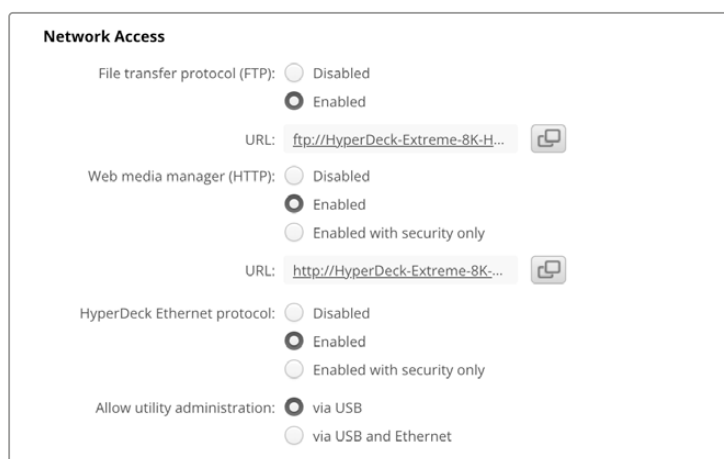 Network Access
File transfer protocol (FTP): Disabled
Enabled
URL: ftp://HyperDeck-Extreme-8K-H...
Web media manager (HTTP): Disabled
Enabled
Enabled with security only
URL: http://HyperDeck-Extreme-8K-...
HyperDeck Ethernet protocol: Disabled
Enabled
Enabled with security only
Allow utility administration: via USB
via USB and Ethernet